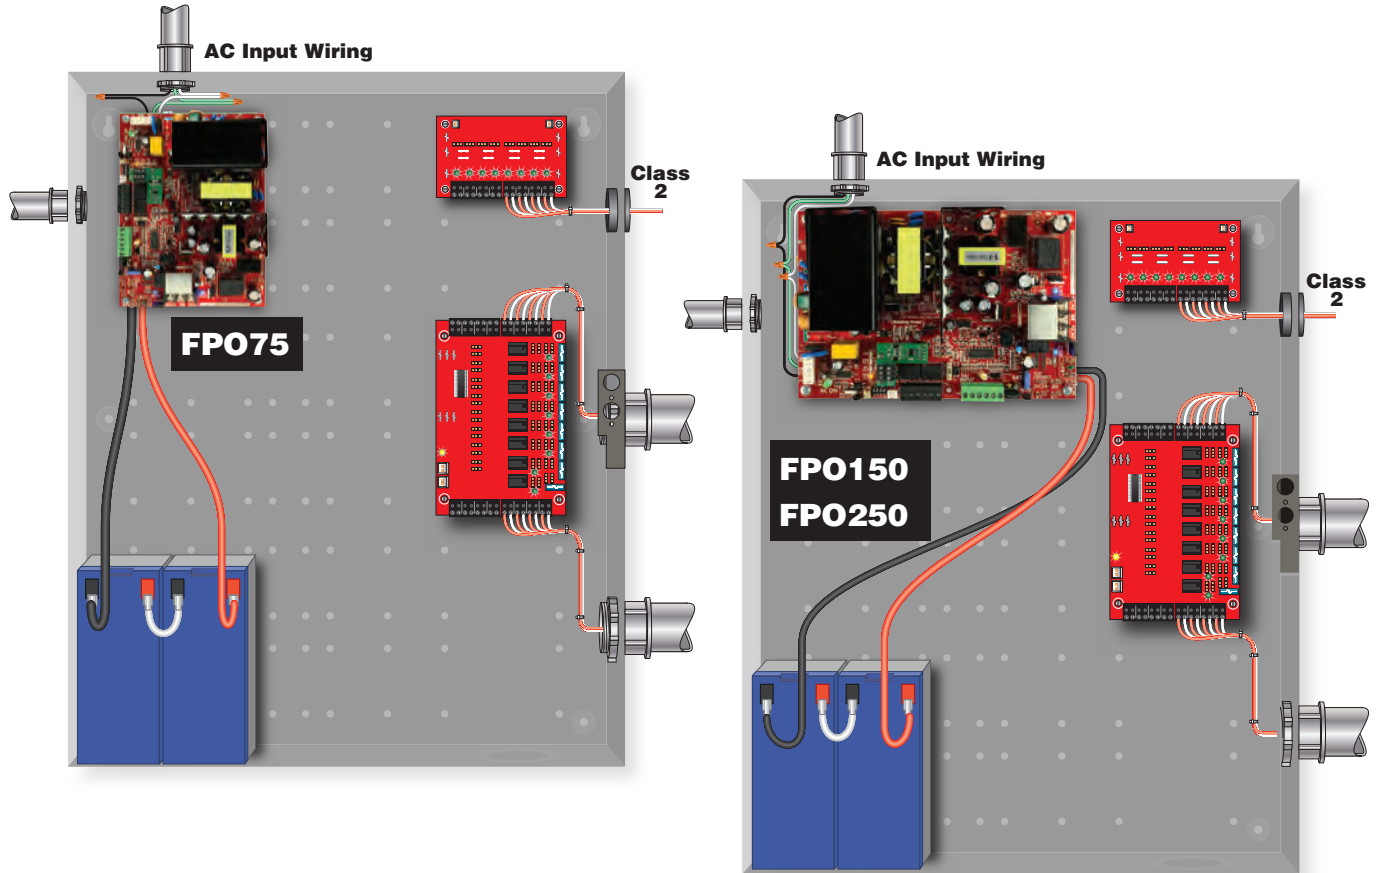 AC Input Wiring
Class
2
FPO75
AC Input Wiring
Class
2
FPO150
FPO250